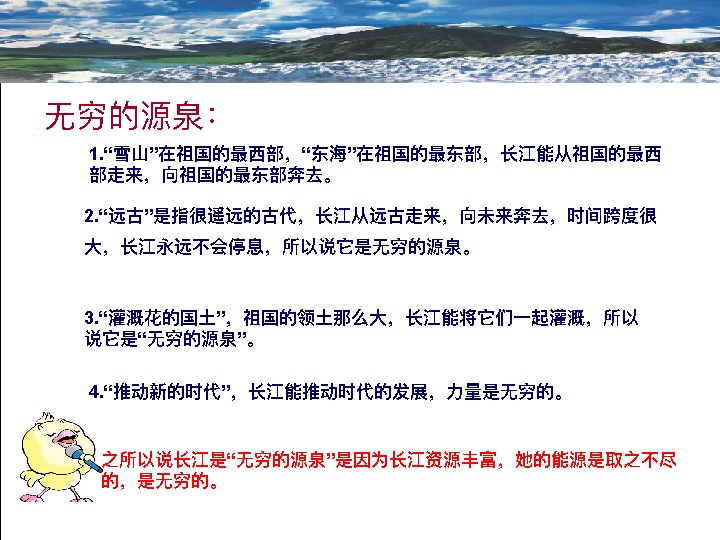 无穷的源泉：
1.“雪山”在祖国的最西部，“东海”在祖国的最东部，长江能从祖国的最西
部走来，向祖国的最东部奔去。
2.“远古”是指很遥远的古代，长江从远古走来，向未来奔去，时间跨度很
大，长江永远不会停息，所以说它是无穷的源泉。
3.“灌溉花的国土”，祖国的领土那么大，长江能将它们一起灌溉，所以
说它是“无穷的源泉”。
4.“推动新的时代”，长江能推动时代的发展，力量是无穷的。
之所以说长江是“无穷的源泉”是因为长江资源丰富，她的能源是取之不尽
的，是无穷的。